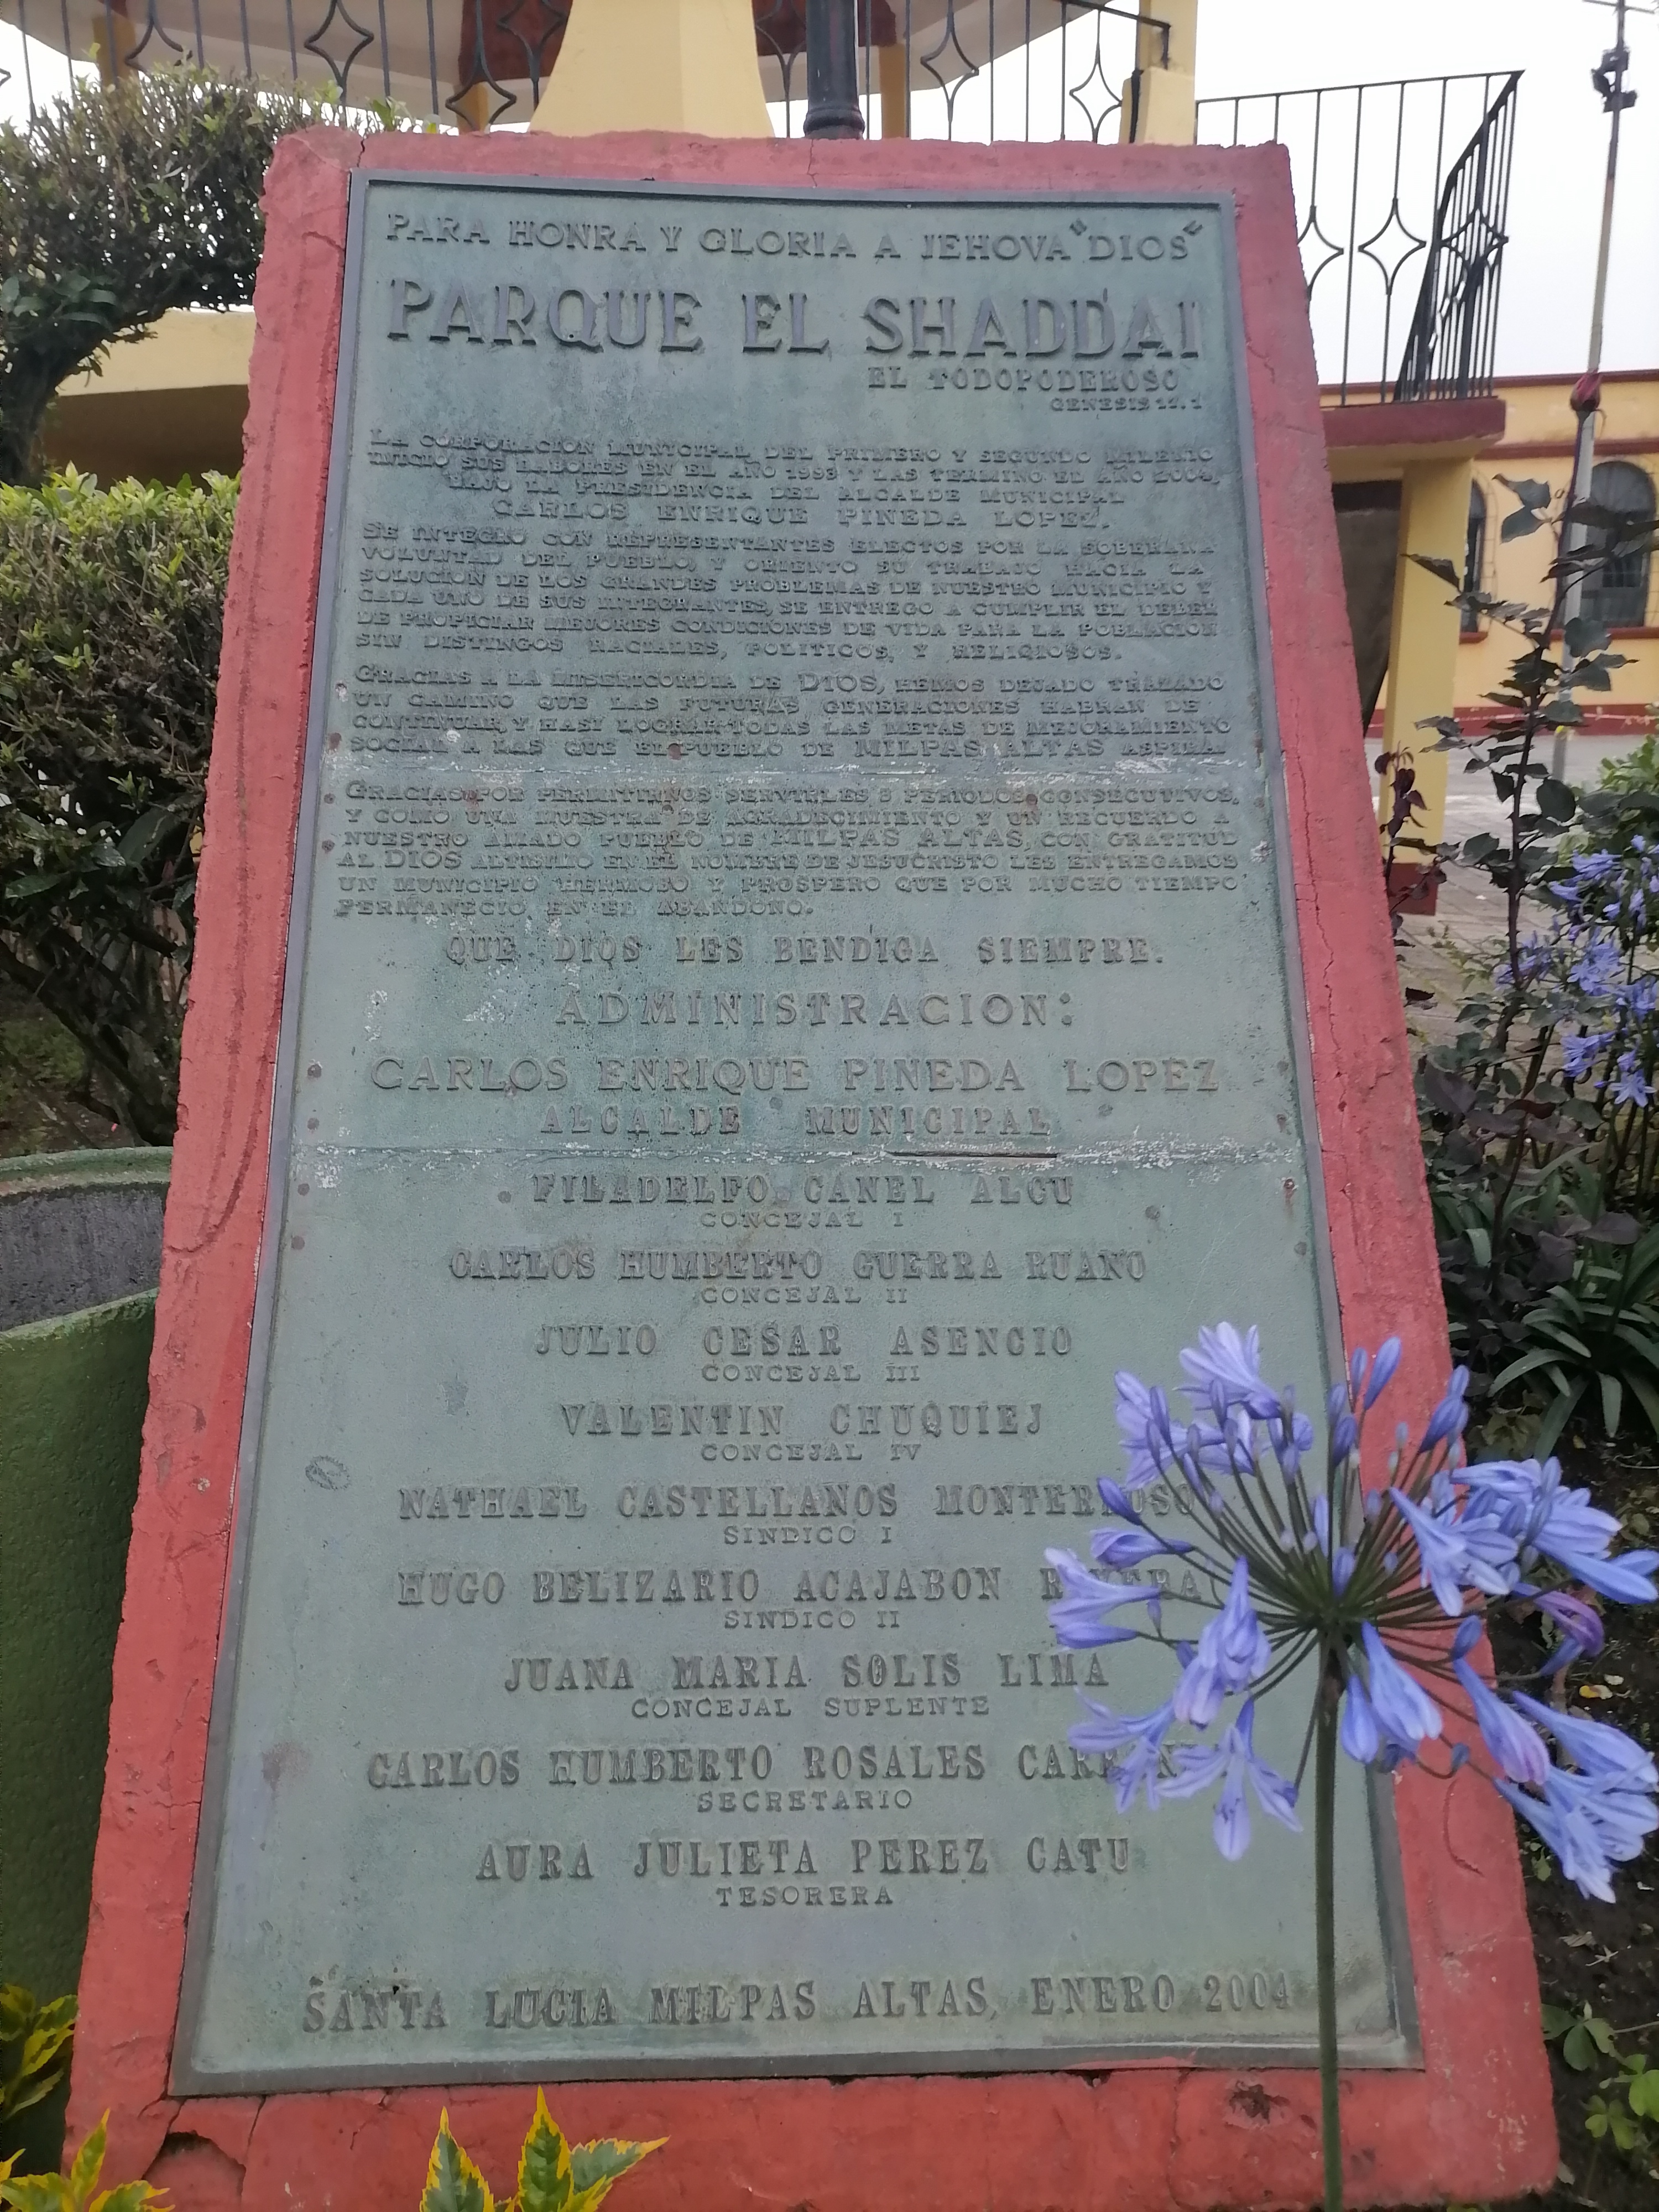 PARA HONRA Y GLORIA A JEHOVA "DIOS"
PARQUE EL SHADDAI
EL TODOPODEROSO
GENESIS 17.1
LA CORPORACION MUNICIPAL DEL PRIMERO Y SEGUNDO MILENIO
INICIO SUS LABORES EN EL AÑO 1993 Y LAS TERMINO EL AÑO 2004,
BAJO LA PRESIDENCIA DEL ALCALDE MUNICIPAL
CARLOS ENRIQUE PINEDA LOPEZ.
SE INTEGRO CON REPRESENTANTES ELECTOS POR LA SOBERANA
VOLUNTAD DEL PUEBLO, Y ORIENTO SU TRABAJO HACIA LA
SOLUCION DE LOS GRANDES PROBLEMAS DE NUESTRO MUNICIPIO Y
CADA UNO DE SUS INTEGRANTES, SE ENTREGO A CUMPLIR EL DEBER
DE PROPICIAR MEJORES CONDICIONES DE VIDA PARA LA POBLACION
SIN DISTINGOS RACIALES, POLITICOS, Y RELIGIOSOS.
GRACIAS A LA MISERICORDIA DE DIOS, HEMOS DEJADO TRAZADO
UN CAMINO QUE LAS FUTURAS GENERACIONES HABRAN DE
CONTINUAR, Y HASI LOGRAR TODAS LAS METAS DE MEJORAMIENTO
SOCIAL A LAS QUE EL PUEBLO DE MILPAS ALTAS ASPIRA.
GRACIAS POR PERMITIRNOS SERVIRLES 3 PERIODOS CONSECUTIVOS,
Y COMO UNA MUESTRA DE AGRADECIMIENTO Y UN RECUERDO A
NUESTRO AMADO PUEBLO DE MILPAS ALTAS, CON GRATITUD
AL DIOS ALTISIMO EN EL NOMBRE DE JESUCRISTO LES ENTREGAMOS
UN MUNICIPIO HERMOSO Y PROSPERO QUE POR MUCHO TIEMPO
PERMANECIO EN EL ABANDONO.
QUE DIOS LES BENDIGA SIEMPRE.
ADMINISTRACION:
CARLOS ENRIQUE PINEDA LOPEZ
ALCALDE MUNICIPAL
FILADELFO CANEL ALCU
CONCEJAL I
CARLOS HUMBERTO GUERRA RUANO
CONCEJAL II
JULIO CESAR ASENCIO
CONCEJAL III
VALENTIN CHUQUIEJ
CONCEJAL IV
NATHAEL CASTELLANOS MONTERROSO
SINDICO I
HUGO BELIZARIO ACAJABON RIVERA
SINDICO II
JUANA MARIA SOLIS LIMA
CONCEJAL SUPLENTE
CARLOS HUMBERTO ROSALES
SECRETARIO
AURA JULIETA PEREZ CATU
TESORERA
SANTA LUCIA MILPAS ALTAS, ENERO 2004